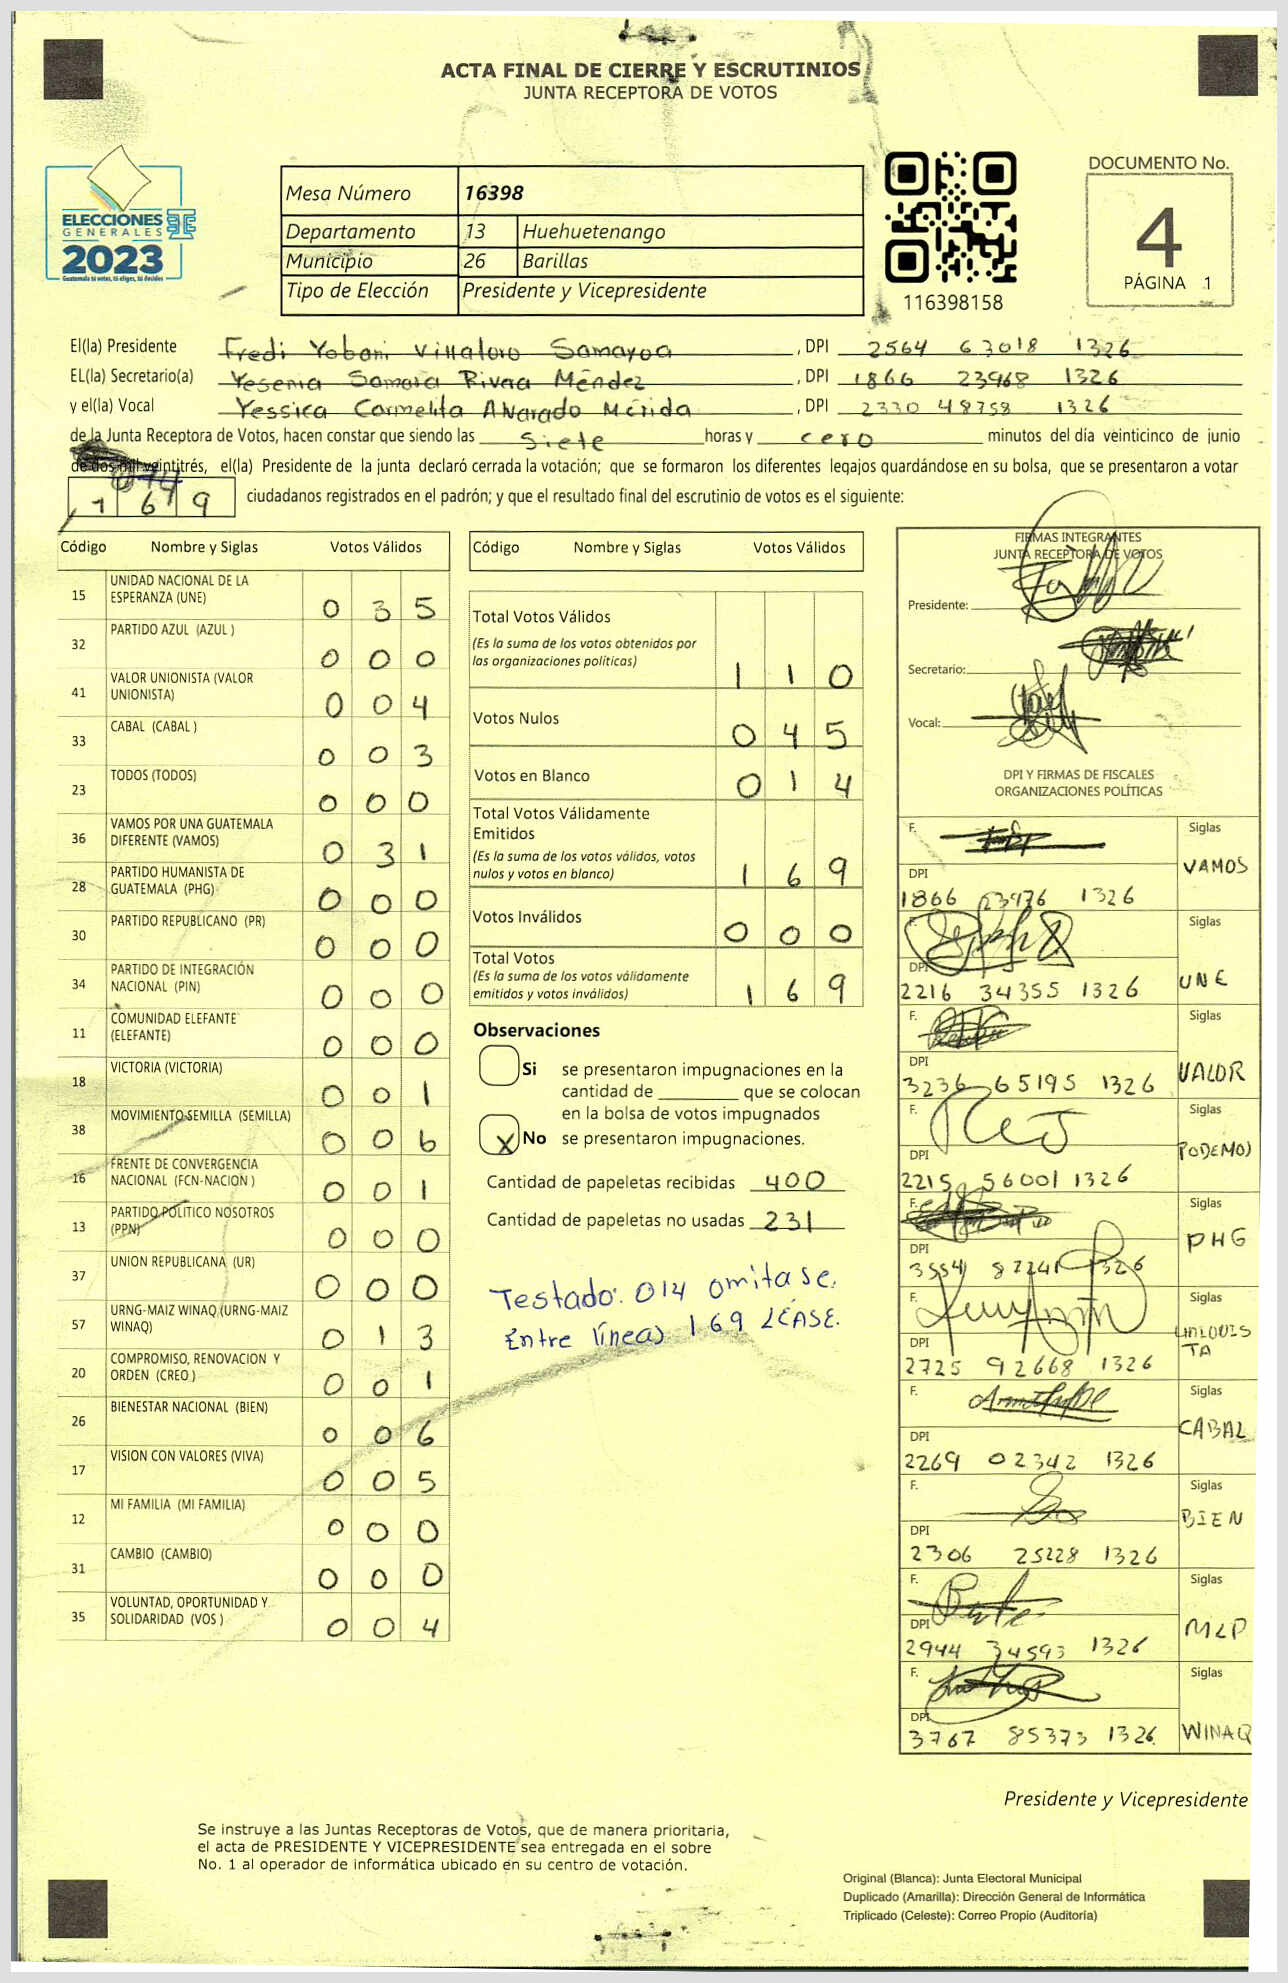 ACTA FINAL DE CIERRE Y ESCRUTINIOS
JUNTA RECEPTORA DE VOTOS
ELECCIONES
GENERALES
2023
Guatemala tú votas, tú eliges, tú decides
Mesa Número 16398
Departamento 13 Huehuetenango
Municipio 26 Barillas
Tipo de Elección Presidente y Vicepresidente
116398158
DOCUMENTO No.
4
PÁGINA 1
El(la) Presidente Fredi Yobani Villatoro Samayoa , DPI 2564 63018 1326
EL(la) Secretario(a) Yesenia Samara Rivera Méndez , DPI 1866 23968 1326
y el(la) Vocal Yessica Carmelita Alvarado Mérida , DPI 2330 48758 1326
de la Junta Receptora de Votos, hacen constar que siendo las siete horas y cero minutos del día veinticinco de junio
de dos mil veintitrés, el(la) Presidente de la junta declaró cerrada la votación; que se formaron los diferentes legajos quardándose en su bolsa, que se presentaron a votar
1 6 9 ciudadanos registrados en el padrón; y que el resultado final del escrutinio de votos es el siguiente:
Código Nombre y Siglas Votos Válidos
15 UNIDAD NACIONAL DE LA ESPERANZA (UNE) 0 3 5
32 PARTIDO AZUL (AZUL ) 0 0 0
41 VALOR UNIONISTA (VALOR UNIONISTA) 0 0 4
33 CABAL (CABAL ) 0 0 3
23 TODOS (TODOS) 0 0 0
36 VAMOS POR UNA GUATEMALA DIFERENTE (VAMOS) 0 3 1
28 PARTIDO HUMANISTA DE GUATEMALA (PHG) 0 0 0
30 PARTIDO REPUBLICANO (PR) 0 0 0
34 PARTIDO DE INTEGRACIÓN NACIONAL (PIN) 0 0 0
11 COMUNIDAD ELEFANTE (ELEFANTE) 0 0 0
18 VICTORIA (VICTORIA) 0 0 1
38 MOVIMIENTO SEMILLA (SEMILLA) 0 0 6
16 FRENTE DE CONVERGENCIA NACIONAL (FCN-NACION ) 0 0 1
13 PARTIDO POLITICO NOSOTROS (PPN) 0 0 0
37 UNION REPUBLICANA (UR) 0 0 0
57 URNG-MAIZ WINAQ (URNG-MAIZ WINAQ) 0 1 3
20 COMPROMISO, RENOVACION Y ORDEN (CREO ) 0 0 1
26 BIENESTAR NACIONAL (BIEN) 0 0 6
17 VISION CON VALORES (VIVA) 0 0 5
12 MI FAMILIA (MI FAMILIA) 0 0 0
31 CAMBIO (CAMBIO) 0 0 0
35 VOLUNTAD, OPORTUNIDAD Y SOLIDARIDAD (VOS ) 0 0 4
Código Nombre y Siglas Votos Válidos
Total Votos Válidos
(Es la suma de los votos obtenidos por
las organizaciones políticas) 1 1 0
Votos Nulos 0 4 5
Votos en Blanco 0 1 4
Total Votos Válidamente
Emitidos
(Es la suma de los votos válidos, votos
nulos y votos en blanco) 1 6 9
Votos Inválidos 0 0 0
Total Votos
(Es la suma de los votos válidamente
emitidos y votos inválidos) 1 6 9
Observaciones
Si se presentaron impugnaciones en la
cantidad de ________ que se colocan
en la bolsa de votos impugnados
X No se presentaron impugnaciones.
Cantidad de papeletas recibidas 400
Cantidad de papeletas no usadas 231
Testado: 014 omitase.
Entre líneas 169 LÉASE.
FIRMAS INTEGRANTES
JUNTA RECEPTORA DE VOTOS
Presidente:
Secretario:
Vocal:
DPI Y FIRMAS DE FISCALES
ORGANIZACIONES POLÍTICAS
F. Siglas
VAMOS
DPI
1866 23976 1326
F. Siglas
UNE
DPI
2216 34355 1326
F. Siglas
VALOR
DPI
3236 65195 1326
F. Siglas
PODEMOS
DPI
2215 56001 1326
F. Siglas
PHG
DPI
3554 87241 1326
F. Siglas
DPI
2725 92668 1326
F. Siglas
CABAL
DPI
2269 02342 1326
F. Siglas
BIEN
DPI
2306 25228 1326
F. Siglas
MLP
DPI
2944 34593 1326
F. Siglas
WINAQ
DPI
3767 85373 1326
Presidente y Vicepresidente
Se instruye a las Juntas Receptoras de Votos, que de manera prioritaria,
el acta de PRESIDENTE Y VICEPRESIDENTE sea entregada en el sobre
No. 1 al operador de informática ubicado en su centro de votación.
Original (Blanca): Junta Electoral Municipal
Duplicado (Amarilla): Dirección General de Informática
Triplicado (Celeste): Correo Propio (Auditoría)